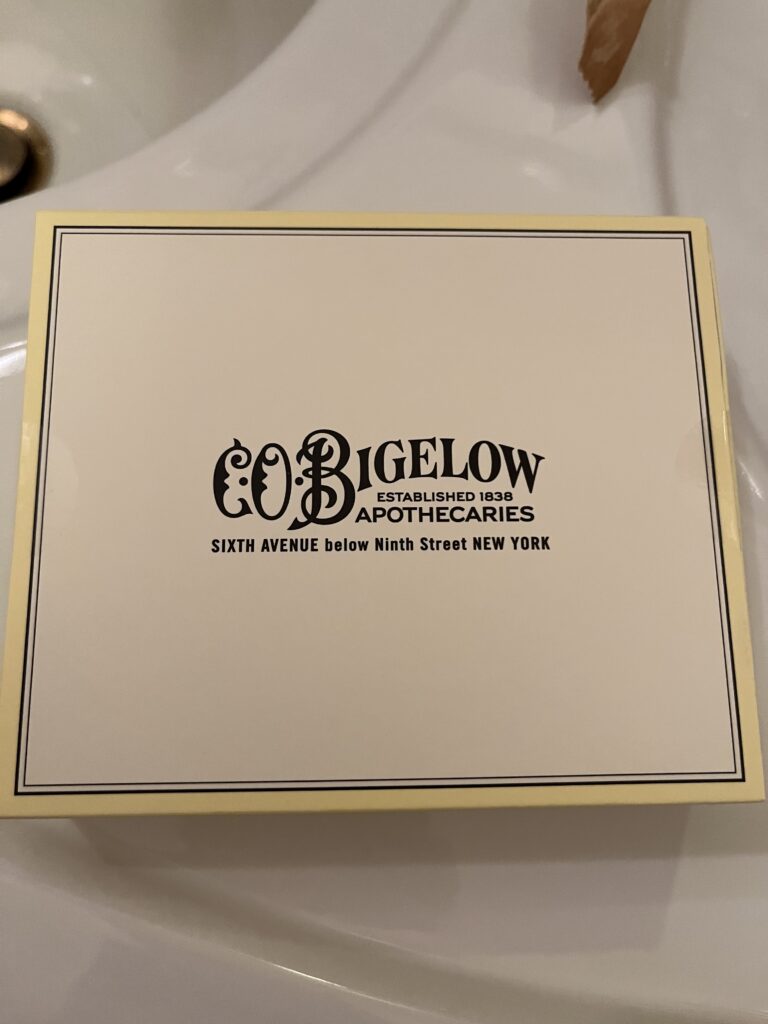 C·O·BIGELOW
ESTABLISHED 1838
APOTHECARIES
SIXTH AVENUE below Ninth Street NEW YORK